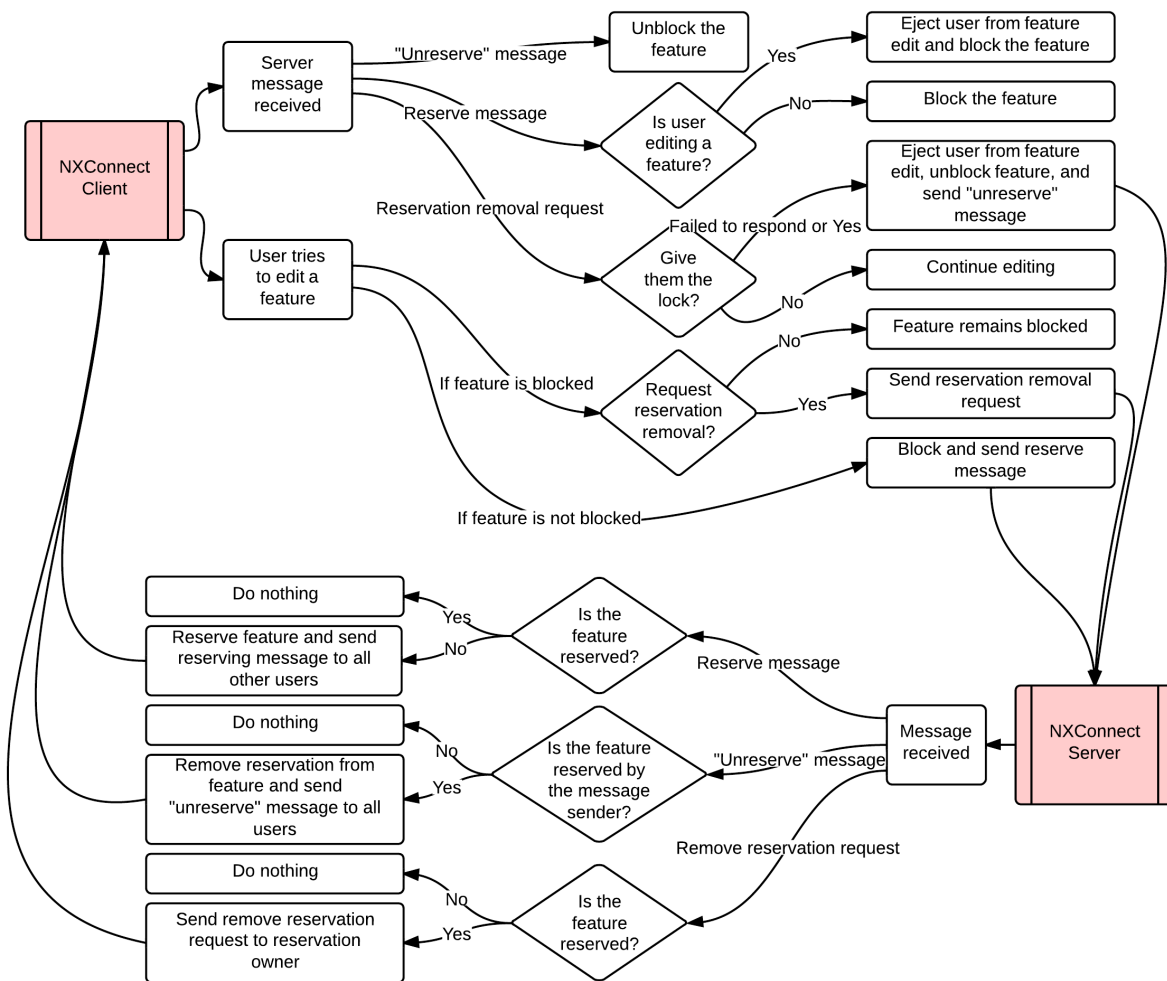 Unblock the
feature
Eject user from feature
edit and block the feature
Server
message
received
"Unreserve" message
Yes
Block the feature
No
Reserve message
Is user
editing a
feature?
NXConnect
Client
Eject user from feature
edit, unblock feature, and
send "unreserve"
message
Reservation removal request
Failed to respond or Yes
User tries
to edit a
feature
Give
them the
lock?
Continue editing
No
Feature remains blocked
No
If feature is blocked
Request
reservation
removal?
Yes
Send reservation removal
request
Block and send reserve
message
If feature is not blocked
Do nothing
Yes
Is the
feature
reserved?
Reserve feature and send
reserving message to all
other users
No
Reserve message
Do nothing
No
Is the feature
reserved by
the message
sender?
"Unreserve" message
Message
received
NXConnect
Server
Remove reservation from
feature and send
"unreserve" message to all
users
Yes
Remove reservation request
Do nothing
No
Is the
feature
reserved?
Send remove reservation
request to reservation
owner
Yes